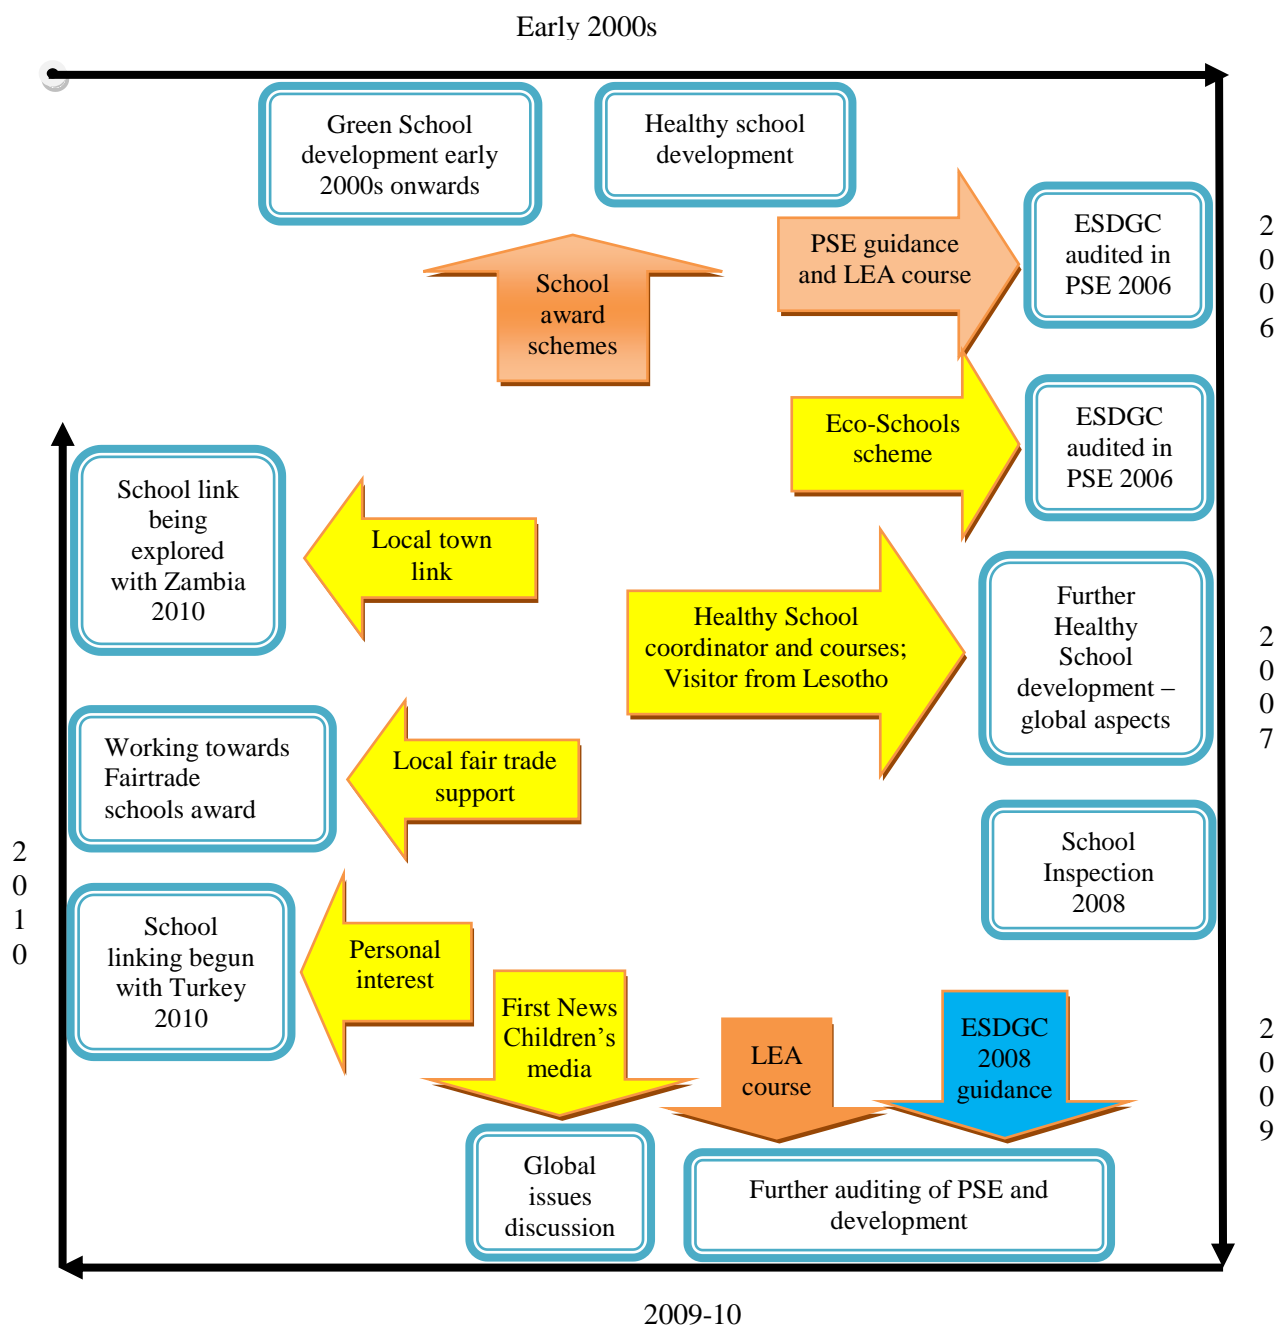 Early 2000s
Green School
development early
2000s onwards
Healthy school
development
School
award
schemes
PSE guidance
and LEA course
ESDGC
audited in
PSE 2006
2
0
0
6
Eco-Schools
scheme
ESDGC
audited in
PSE 2006
Healthy School
coordinator and courses;
Visitor from Lesotho
Further
Healthy
School
development –
global aspects
2
0
0
7
School
Inspection
2008
2
0
0
9
ESDGC
2008
guidance
LEA
course
Further auditing of PSE and
development
First News
Children’s
media
Global
issues
discussion
2009-10
Personal
interest
School
linking begun
with Turkey
2010
2
0
1
0
Local fair trade
support
Working towards
Fairtrade
schools award
Local town
link
School link
being
explored
with Zambia
2010